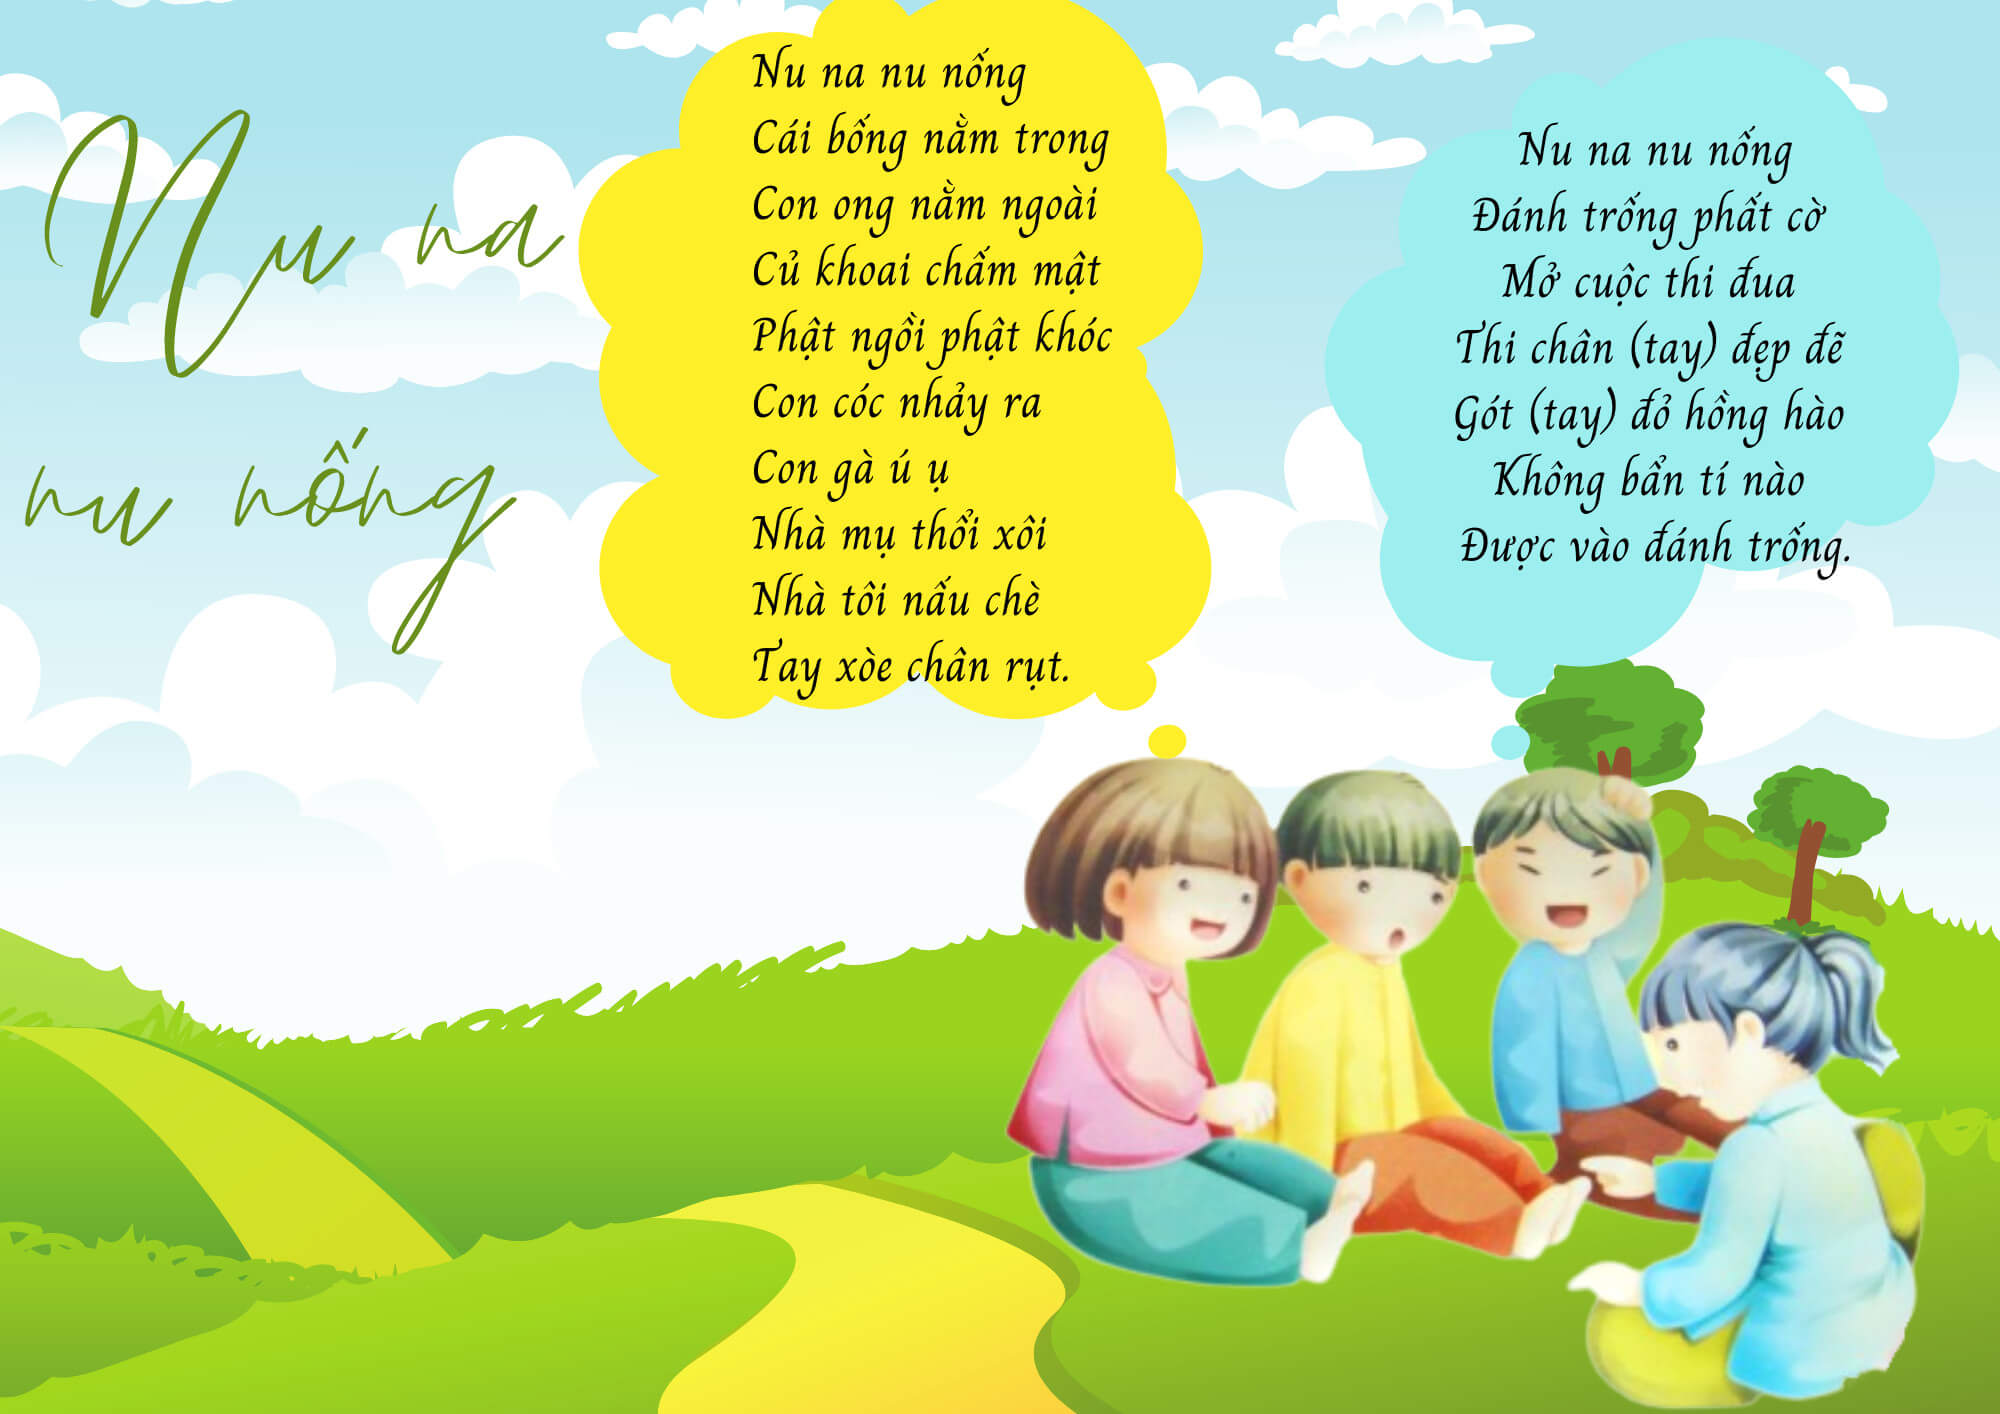 Nu na
nu nống
Nu na nu nống
Cái bống nằm trong
Con ong nằm ngoài
Củ khoai chấm mật
Phật ngồi phật khóc
Con cóc nhảy ra
Con gà ú ụ
Nhà mụ thổi xôi
Nhà tôi nấu chè
Tay xòe chân rụt.
Nu na nu nống
Đánh trống phất cờ
Mở cuộc thi đua
Thi chân (tay) đẹp đẽ
Gót (tay) đỏ hồng hào
Không bẩn tí nào
Được vào đánh trống.